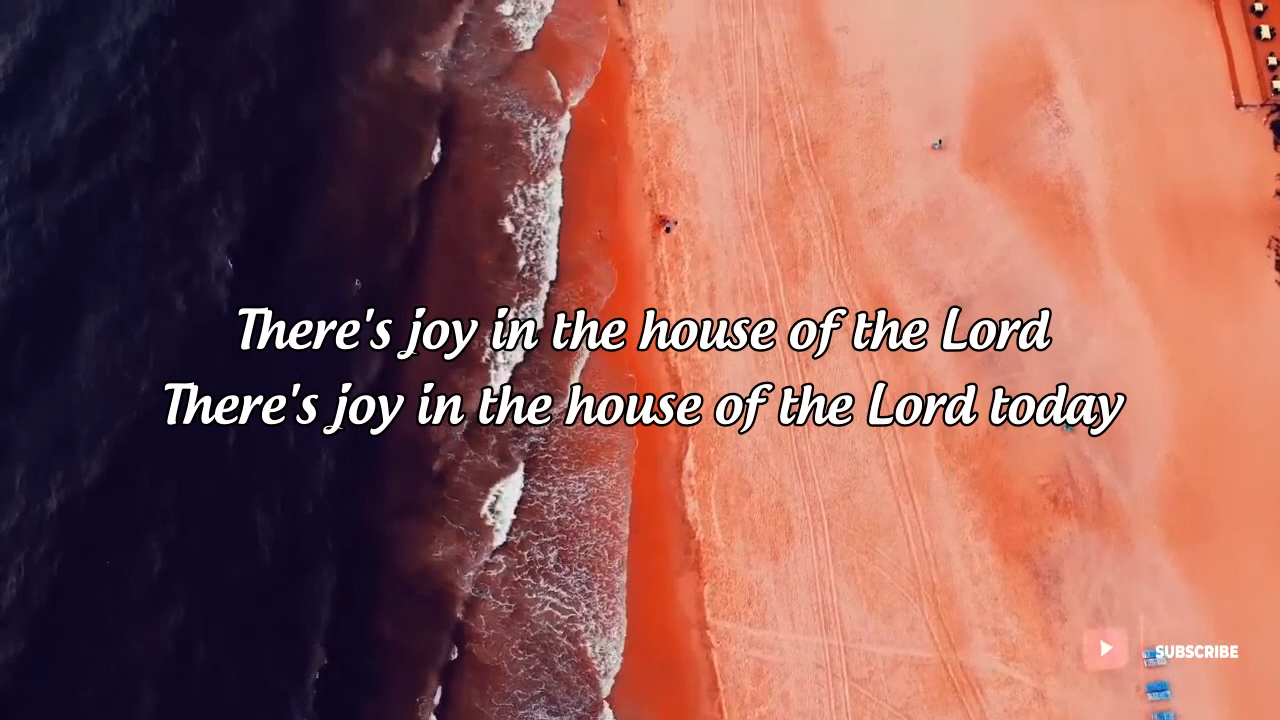 There's joy in the house of the Lord
There's joy in the house of the Lord today
SUBSCRIBE